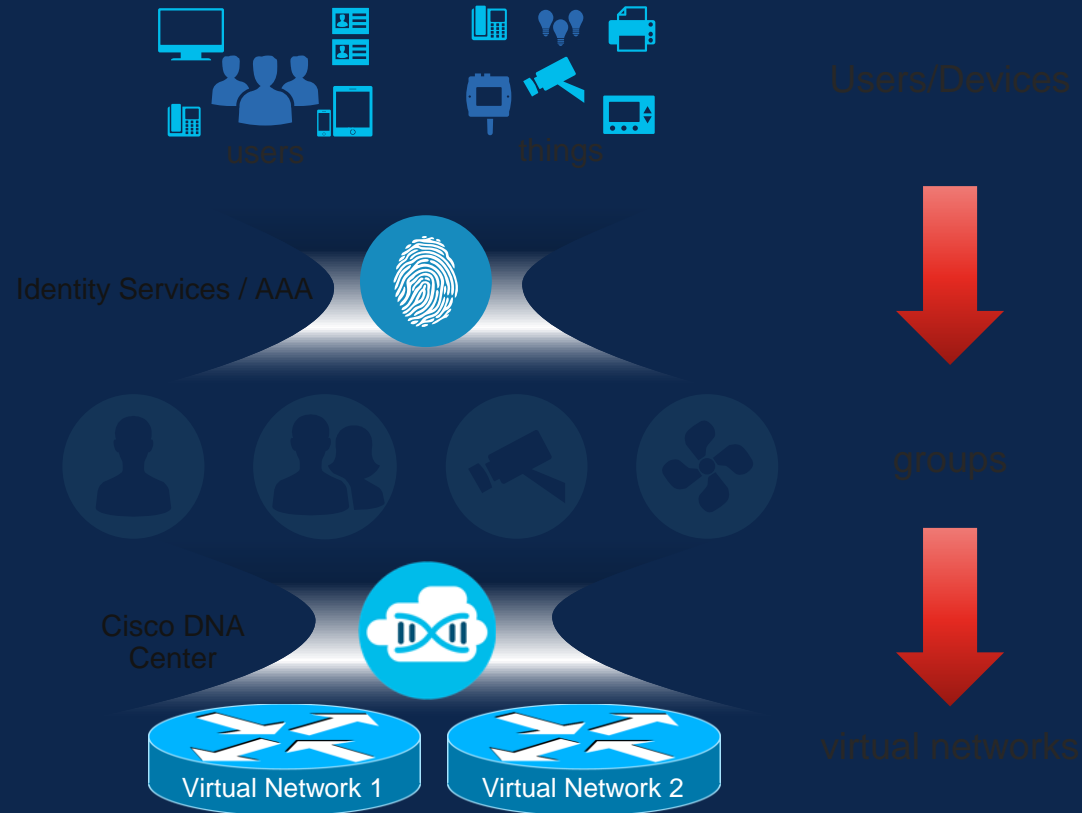 Users/Devices
users
things
Identity Services / AAA
groups
Cisco DNA
Center
virtual networks
Virtual Network 1
Virtual Network 2